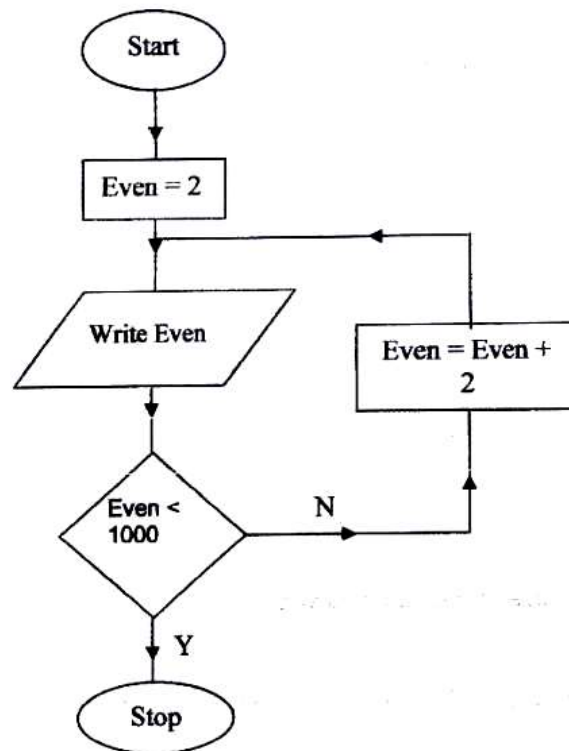 Start
Even = 2
Write Even
Even = Even +
2
Even <
1000
N
Y
Stop